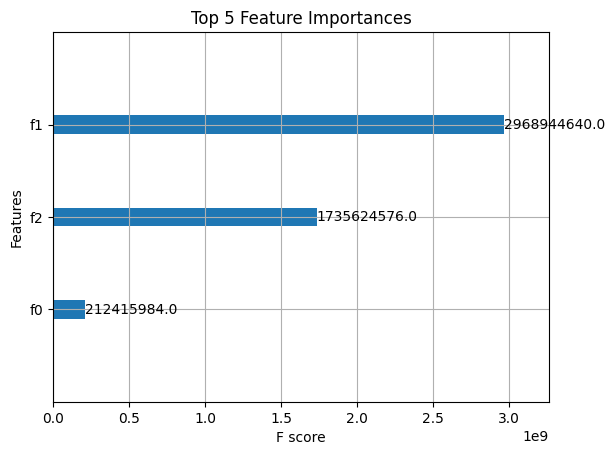 Top 5 Feature Importances
Features
f1
2968944640.0
f2
1735624576.0
f0
212415984.0
0.0 0.5 1.0 1.5 2.0 2.5 3.0
1e9
F score